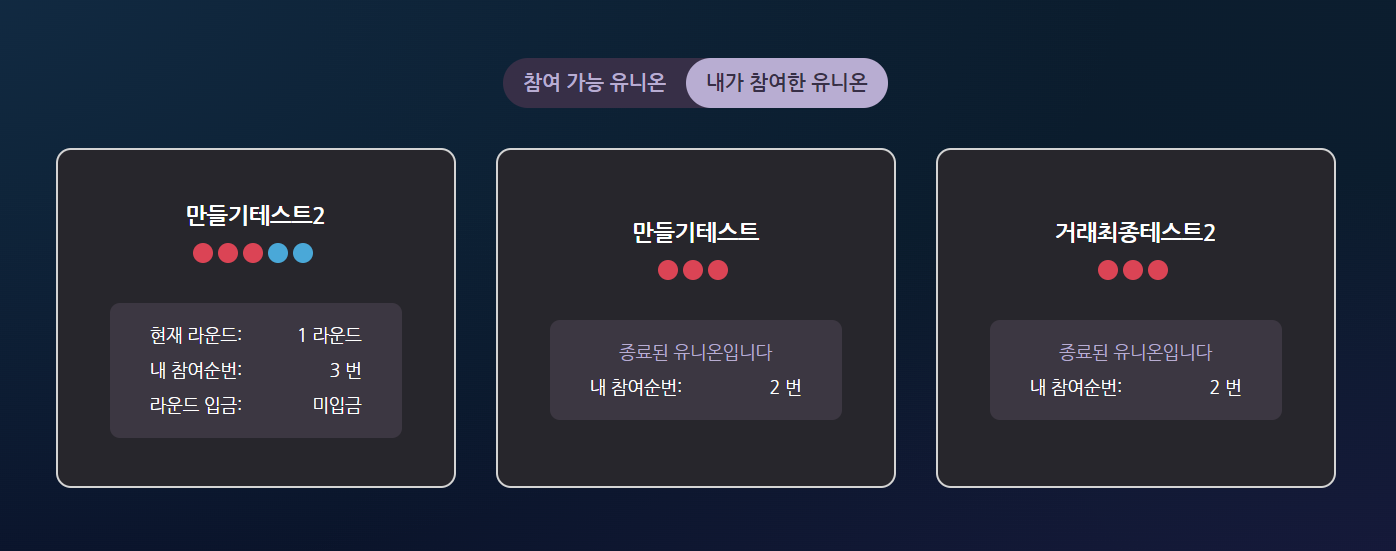 참여 가능 유니온
내가 참여한 유니온
만들기테스트2
현재 라운드: 1 라운드
내 참여순번: 3 번
라운드 입금: 미입금
만들기테스트
종료된 유니온입니다
내 참여순번: 2 번
거래최종테스트2
종료된 유니온입니다
내 참여순번: 2 번